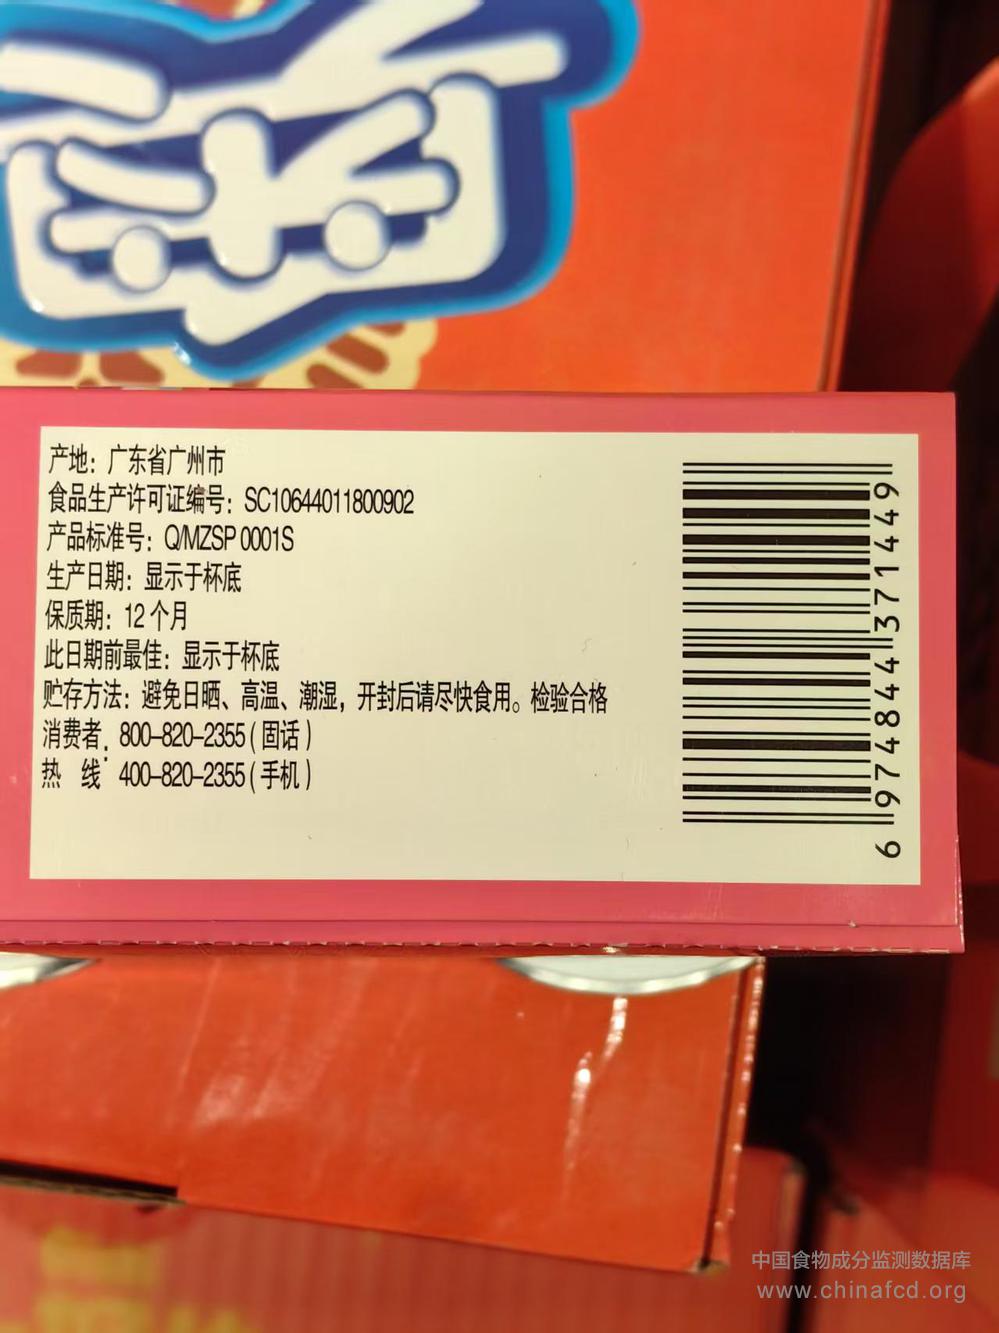 产地：广东省广州市
食品生产许可证编号：SC10644011800902
产品标准号：Q/MZSP 0001S
生产日期：显示于杯底
保质期：12个月
此日期前最佳：显示于杯底
贮存方法：避免日晒、高温、潮湿，开封后请尽快食用。检验合格
消费者：800-820-2355（固话）
热 线：400-820-2355（手机）
6974844371449
中国食物成分监测数据库
www.chinafcd.org